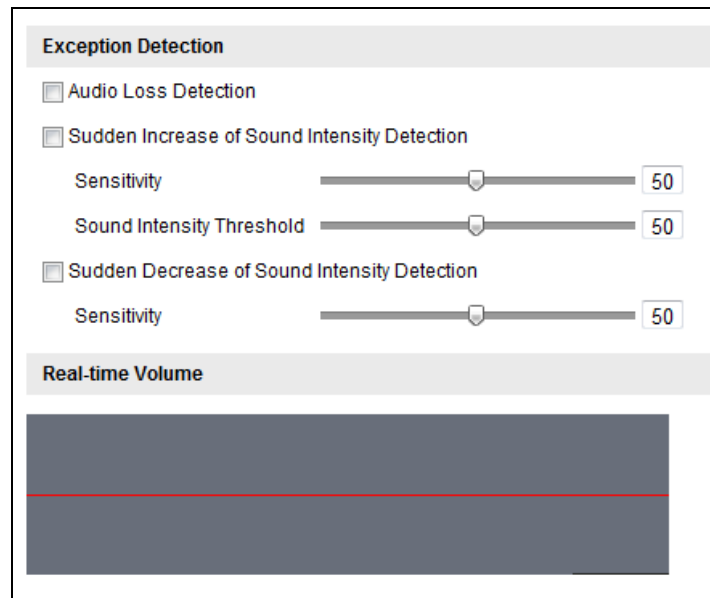 Exception Detection
Audio Loss Detection
Sudden Increase of Sound Intensity Detection
Sensitivity 50
Sound Intensity Threshold 50
Sudden Decrease of Sound Intensity Detection
Sensitivity 50
Real-time Volume